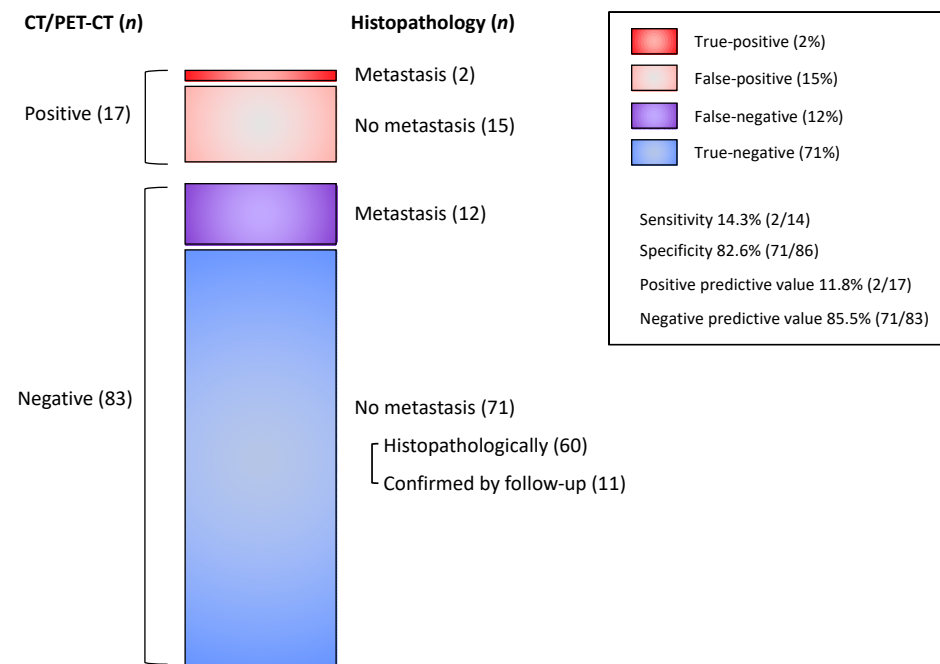 CT/PET-CT (n)
Histopathology (n)
Positive (17)
Metastasis (2)
No metastasis (15)
Negative (83)
Metastasis (12)
No metastasis (71)
Histopathologically (60)
Confirmed by follow-up (11)
True-positive (2%)
False-positive (15%)
False-negative (12%)
True-negative (71%)
Sensitivity 14.3% (2/14)
Specificity 82.6% (71/86)
Positive predictive value 11.8% (2/17)
Negative predictive value 85.5% (71/83)